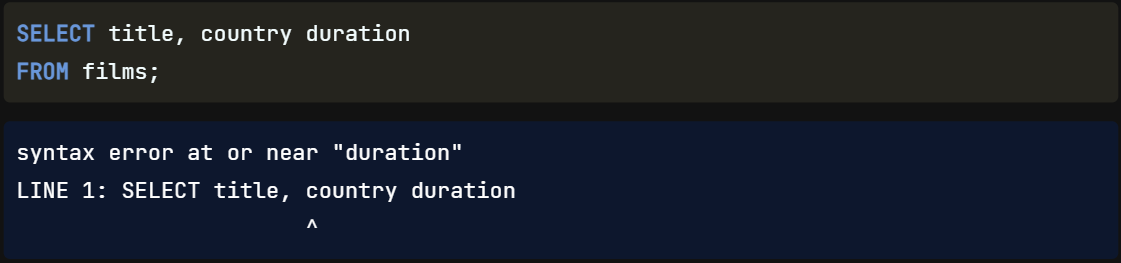 SELECT title, country duration
FROM films;
syntax error at or near "duration"
LINE 1: SELECT title, country duration
^